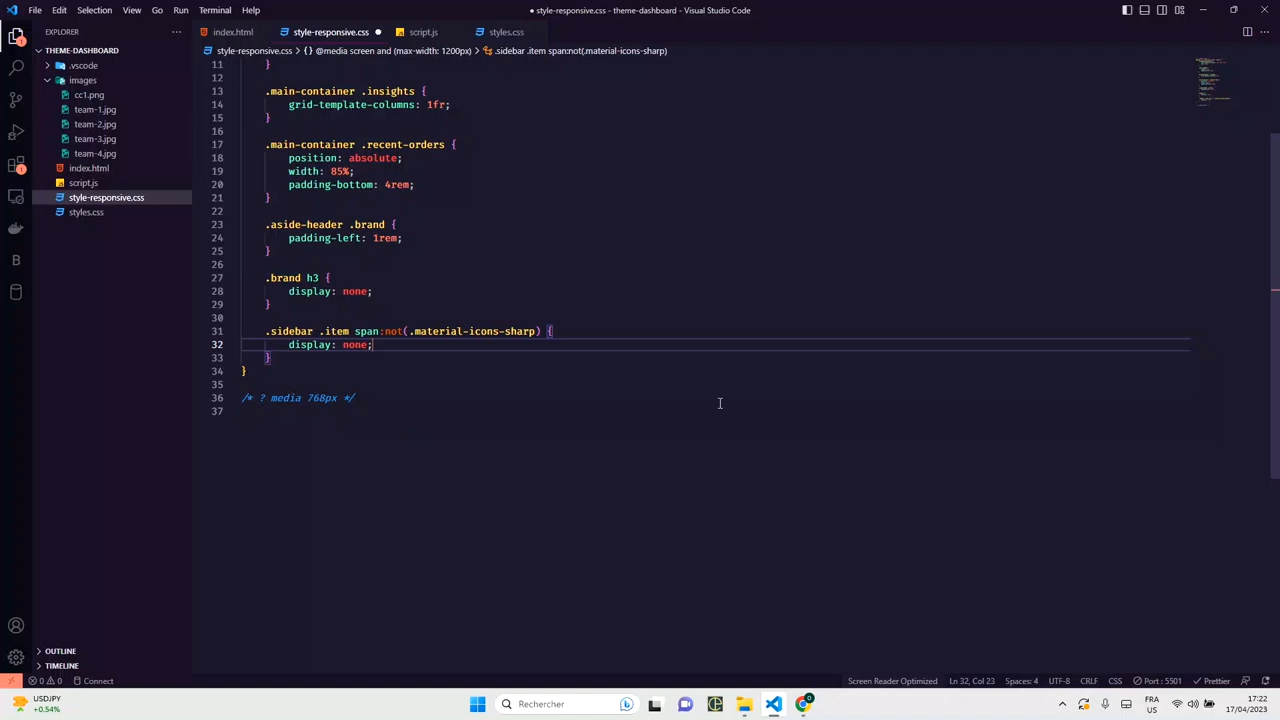 File Edit Selection View Go Run Terminal Help
style-responsive.css - theme-dashboard - Visual Studio Code
EXPLORER
index.html style-responsive.css script.js styles.css
THEME-DASHBOARD
style-responsive.css > { } @media screen and (max-width: 1200px) > .sidebar .item span:not(.material-icons-sharp)
.vscode
images
cc1.png
team-1.jpg
team-2.jpg
team-3.jpg
team-4.jpg
index.html
script.js
style-responsive.css
styles.css
11 }
12
13 .main-container .insights {
14 grid-template-columns: 1fr;
15 }
16
17 .main-container .recent-orders {
18 position: absolute;
19 width: 85%;
20 padding-bottom: 4rem;
21 }
22
23 .aside-header .brand {
24 padding-left: 1rem;
25 }
26
27 .brand h3 {
28 display: none;
29 }
30
31 .sidebar .item span:not(.material-icons-sharp) {
32 display: none;
33 }
34 }
35
36 /* ? media 768px */
37
OUTLINE
TIMELINE
0 0 Connect
Screen Reader Optimized Ln 32, Col 23 Spaces: 4 UTF-8 CRLF CSS Port : 5501 Prettier
USDJPY
+0.54%
Rechercher
FRA
US
17:22
17/04/2023